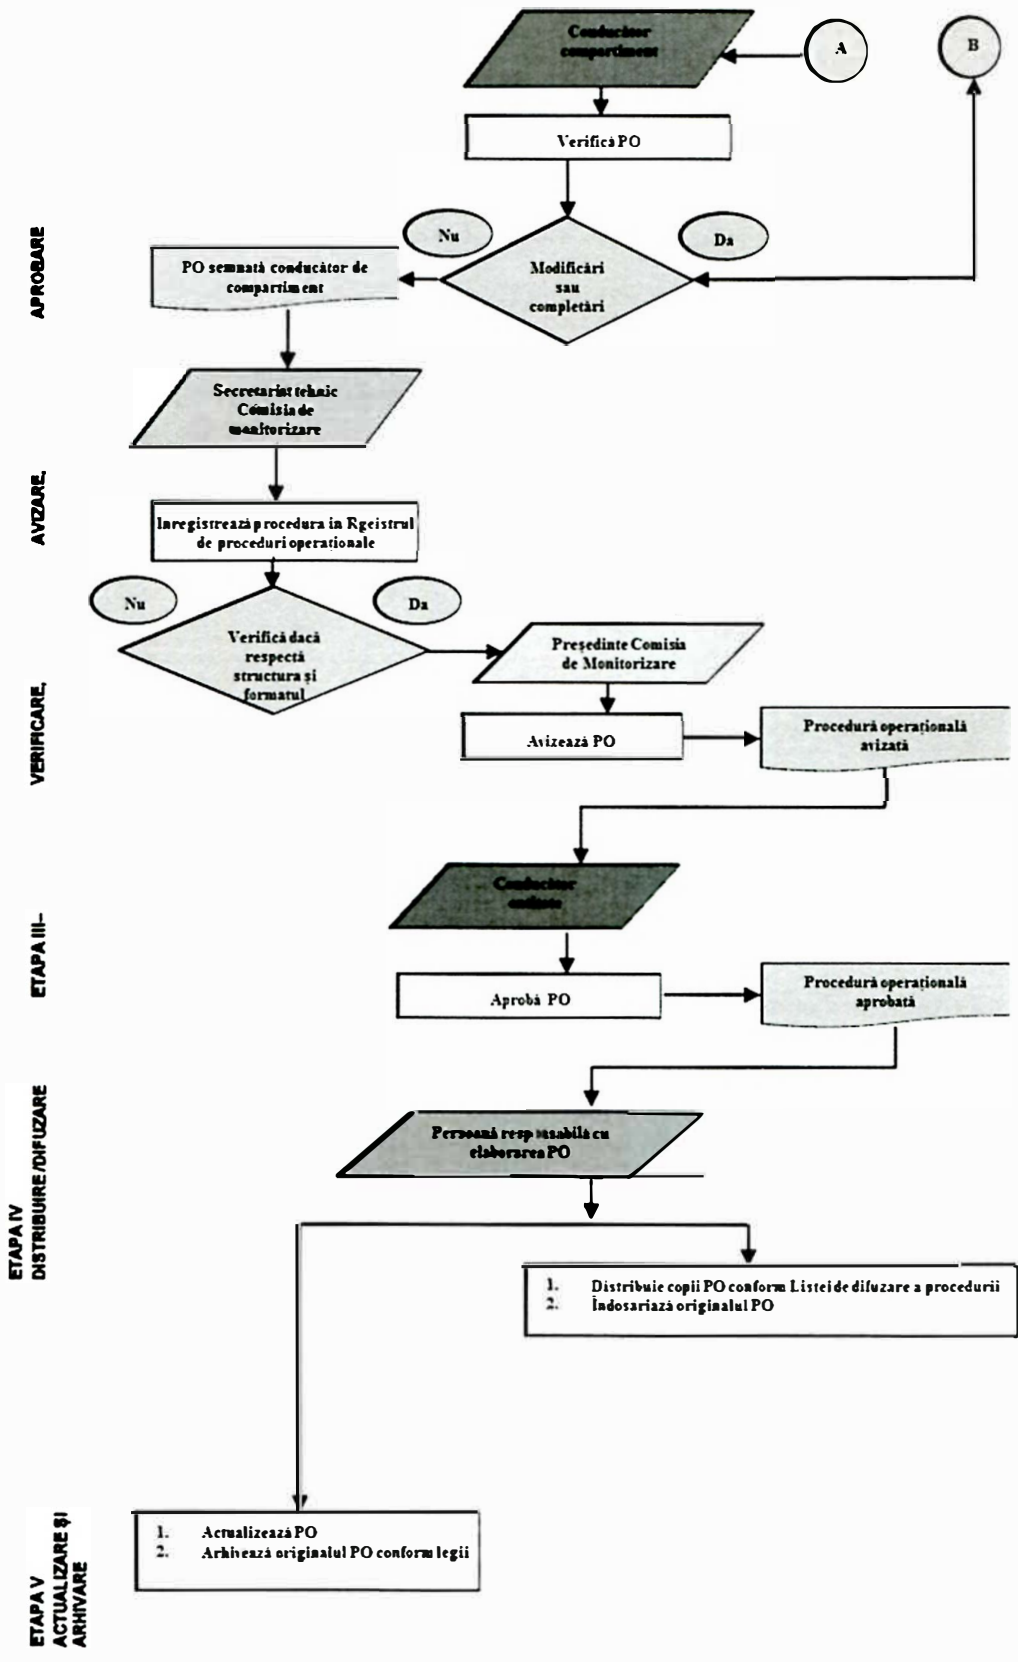 Conducător
compartiment
A
B
Verifică PO
Nu
Da
Modificări
sau
completări
PO semnată conducător de
compartiment
APROBARE
Secretariat tehnic
Comisia de
monitorizare
AVIZARE,
Inregistrează procedura in Rgeistrul
de proceduri operaționale
Nu
Da
Verifică dacă
respectă
structura și
formatul
Președinte Comisia
de Monitorizare
VERIFICARE,
Avizează PO
Procedură operațională
avizată
Conducător
entitate
ETAPA III–
Aprobă PO
Procedură operațională
aprobată
Persoană responsabilă cu
elaborarea PO
ETAPA IV
DISTRIBUIRE/DIFUZARE
1. Distribuie copii PO conform Listei de difuzare a procedurii
2. Îndosariază originalul PO
ETAPA V
ACTUALIZARE ȘI
ARHIVARE
1. Actualizează PO
2. Arhivează originalul PO conform legii